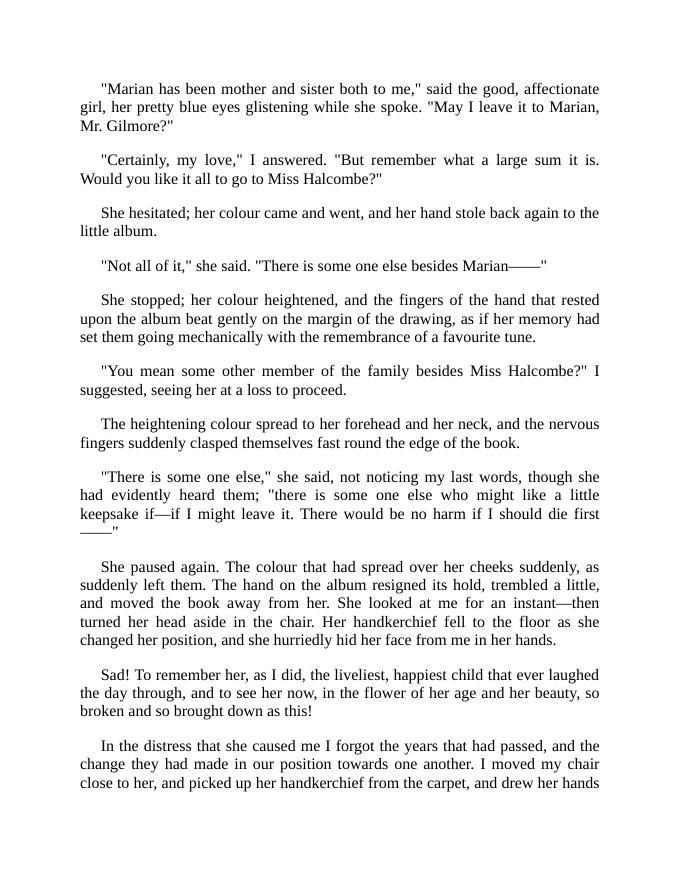 "Marian has been mother and sister both to me," said the good, affectionate
girl, her pretty blue eyes glistening while she spoke. "May I leave it to Marian,
Mr. Gilmore?"
"Certainly, my love," I answered. "But remember what a large sum it is.
Would you like it all to go to Miss Halcombe?"
She hesitated; her colour came and went, and her hand stole back again to the
little album.
"Not all of it," she said. "There is some one else besides Marian——"
She stopped; her colour heightened, and the fingers of the hand that rested
upon the album beat gently on the margin of the drawing, as if her memory had
set them going mechanically with the remembrance of a favourite tune.
"You mean some other member of the family besides Miss Halcombe?" I
suggested, seeing her at a loss to proceed.
The heightening colour spread to her forehead and her neck, and the nervous
fingers suddenly clasped themselves fast round the edge of the book.
"There is some one else," she said, not noticing my last words, though she
had evidently heard them; "there is some one else who might like a little
keepsake if—if I might leave it. There would be no harm if I should die first
——"
She paused again. The colour that had spread over her cheeks suddenly, as
suddenly left them. The hand on the album resigned its hold, trembled a little,
and moved the book away from her. She looked at me for an instant—then
turned her head aside in the chair. Her handkerchief fell to the floor as she
changed her position, and she hurriedly hid her face from me in her hands.
Sad! To remember her, as I did, the liveliest, happiest child that ever laughed
the day through, and to see her now, in the flower of her age and her beauty, so
broken and so brought down as this!
In the distress that she caused me I forgot the years that had passed, and the
change they had made in our position towards one another. I moved my chair
close to her, and picked up her handkerchief from the carpet, and drew her hands